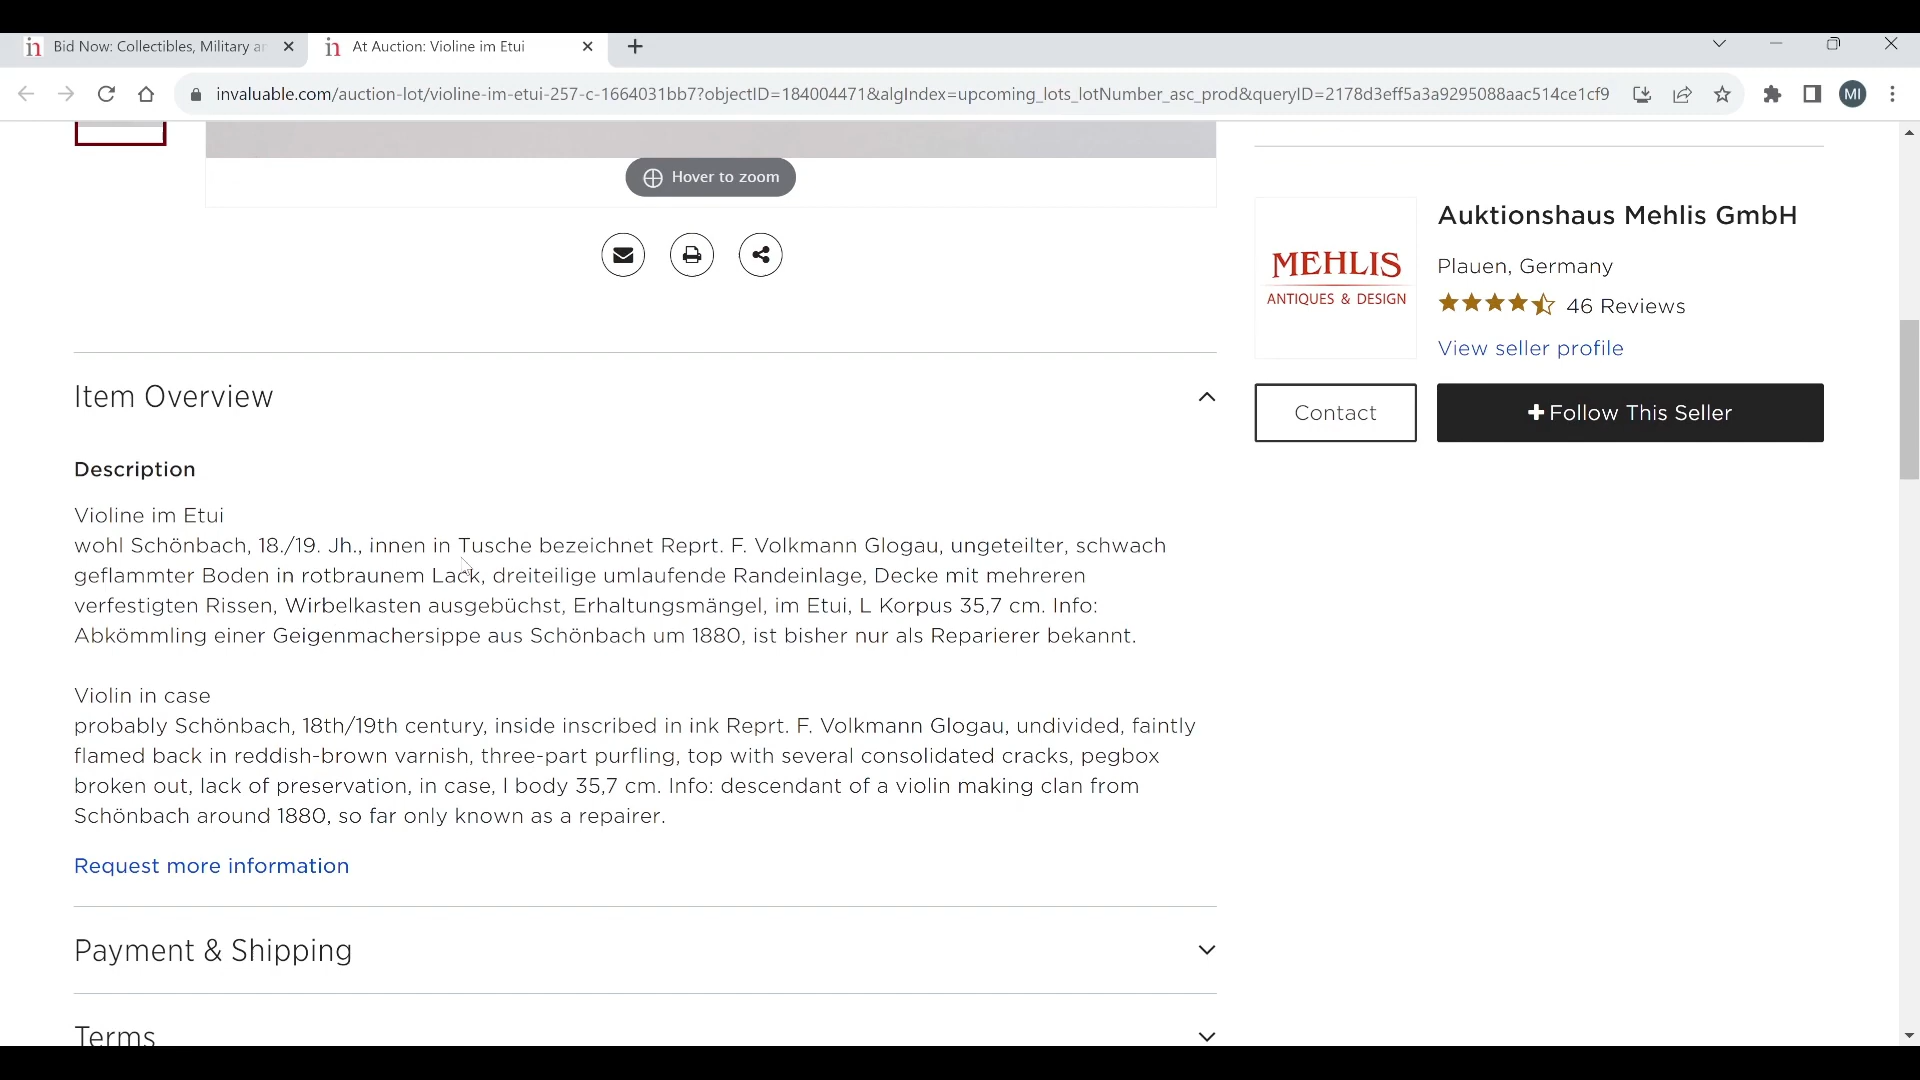 Bid Now: Collectibles, Military a
At Auction: Violine im Etui
invaluable.com/auction-lot/violine-im-etui-257-c-1664031bb7?objectID=184004471&algIndex=upcoming_lots_lotNumber_asc_prod&queryID=2178d3eff5a3a9295088aac514ce1cf9
MI
Hover to zoom
MEHLIS
ANTIQUES & DESIGN
Auktionshaus Mehlis GmbH
Plauen, Germany
46 Reviews
View seller profile
Contact
Follow This Seller
Item Overview
Description
Violine im Etui
wohl Schönbach, 18./19. Jh., innen in Tusche bezeichnet Reprt. F. Volkmann Glogau, ungeteilter, schwach
geflammter Boden in rotbraunem Lack, dreiteilige umlaufende Randeinlage, Decke mit mehreren
verfestigten Rissen, Wirbelkasten ausgebüchst, Erhaltungsmängel, im Etui, L Korpus 35,7 cm. Info:
Abkömmling einer Geigenmachersippe aus Schönbach um 1880, ist bisher nur als Reparierer bekannt.
Violin in case
probably Schönbach, 18th/19th century, inside inscribed in ink Reprt. F. Volkmann Glogau, undivided, faintly
flamed back in reddish-brown varnish, three-part purfling, top with several consolidated cracks, pegbox
broken out, lack of preservation, in case, l body 35,7 cm. Info: descendant of a violin making clan from
Schönbach around 1880, so far only known as a repairer.
Request more information
Payment & Shipping
Terms